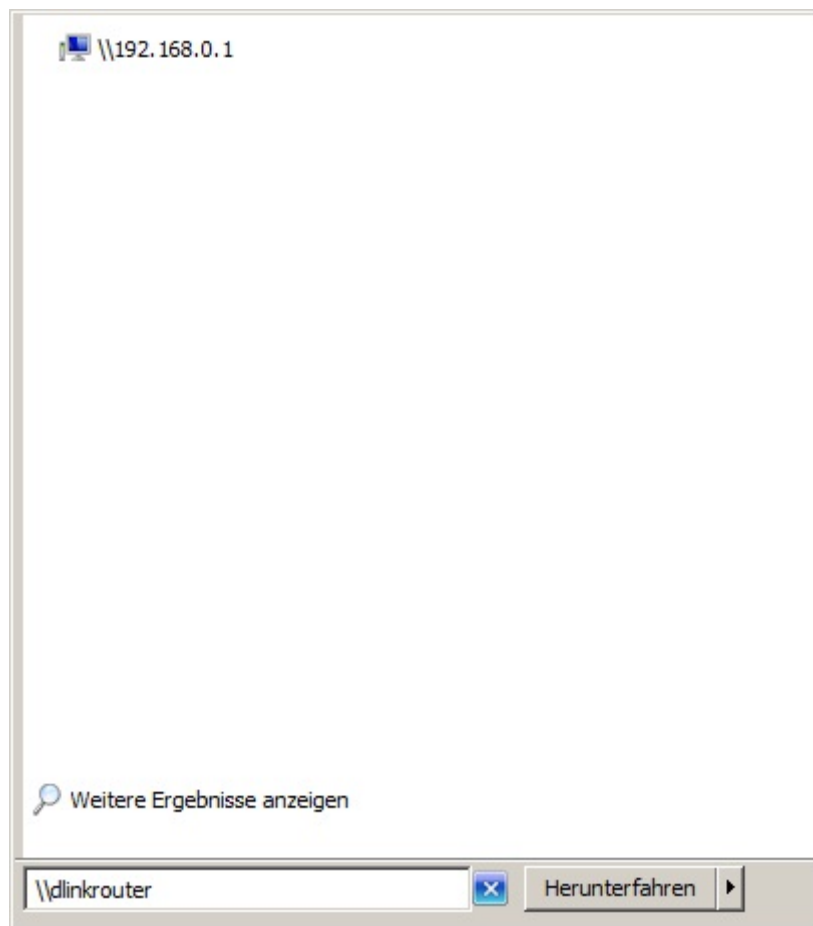 \\192.168.0.1
Weitere Ergebnisse anzeigen
\\dlinkrouter
Herunterfahren